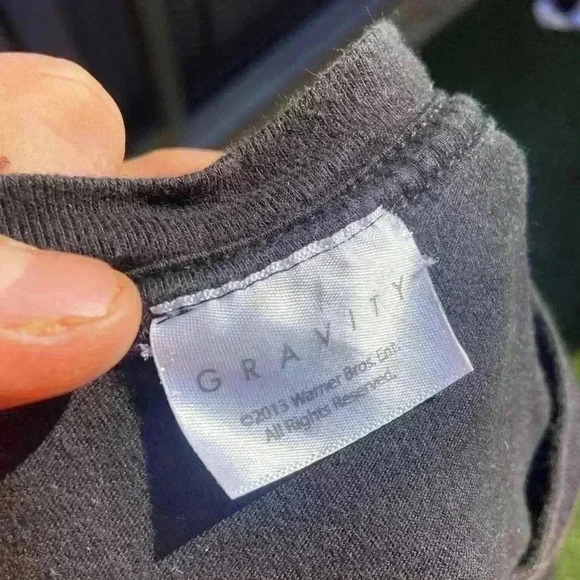 GRAVITY
©2013 Warner Bros. Ent.
All Rights Reserved.